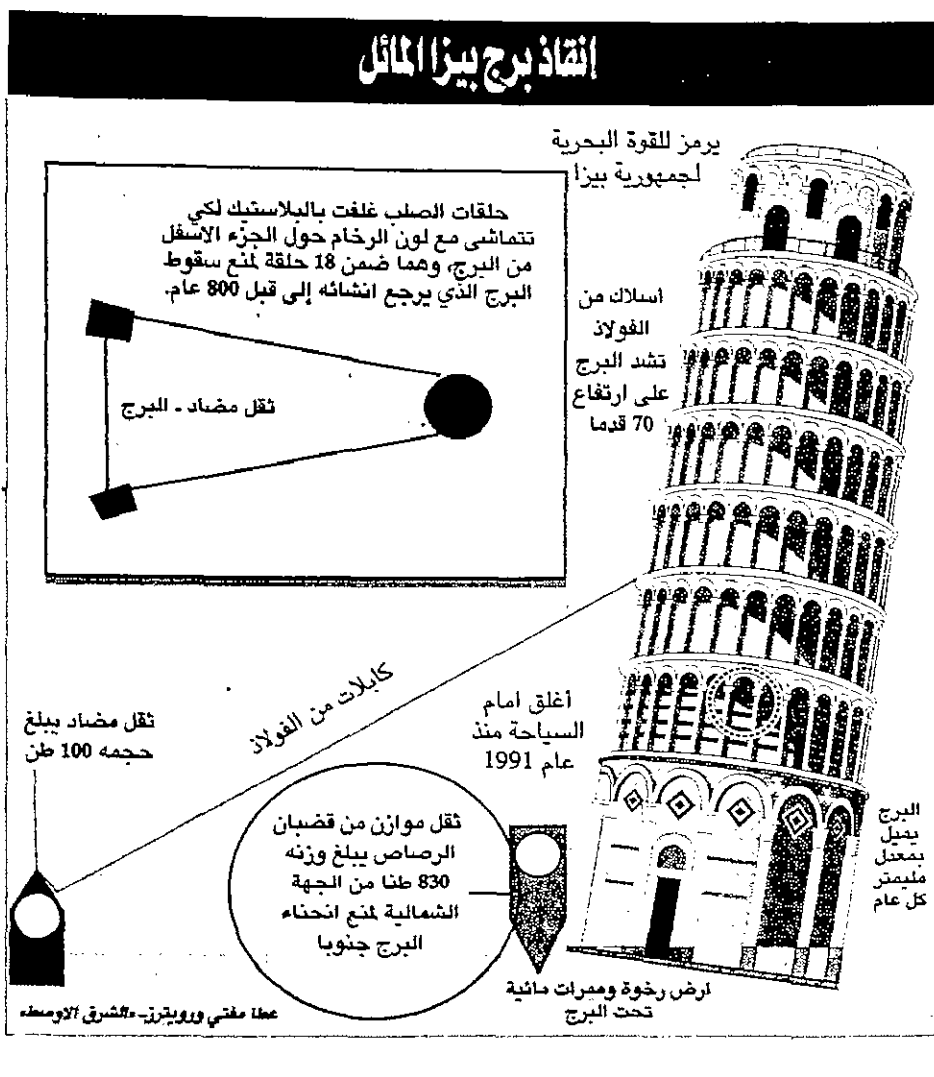 إنقاذ برج بيزا المائل
يرمز للقوة البحرية
لجمهورية بيزا
حلقات الصلب غلفت بالبلاستيك لكي
تتماشى مع لون الرخام حول الجزء الاسفل
من البرج، وهما ضمن 18 حلقة لمنع سقوط
البرج الذي يرجع انشائه إلى قبل 800 عام.
ثقل مضاد - البرج
اسلاك من
الفولاذ
تشد البرج
على ارتفاع
70 قدما
كابلات من الفولاذ
أغلق امام
السياحة منذ
عام 1991
ثقل مضاد يبلغ
حجمه 100 طن
ثقل موازن من قضبان
الرصاص يبلغ وزنه
830 طنا من الجهة
الشمالية لمنع انحناء
البرج جنوبا
البرج
يميل
بمعدل
مليمتر
كل عام
ارض رخوة وممرات مائية
تحت البرج
عطا مفتي ورويترز ـ «الشرق الاوسط»